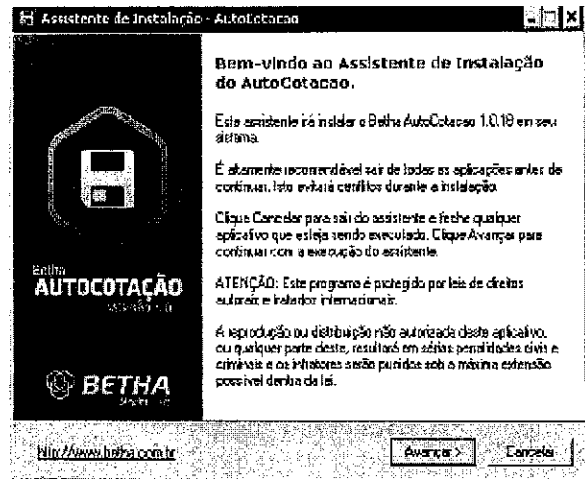 Assistente de Instalação - AutoCotacao
Bem-vindo ao Assistente de Instalação
do AutoCotacao.
Este assistente irá instalar o Betha AutoCotacao 1.0.18 em seu
sistema.
É altamente recomendável sair de todas as aplicações antes de
continuar. Isto evitará conflitos durante a instalação.
Clique Cancelar para sair do assistente e feche qualquer
aplicativo que esteja sendo executado. Clique Avançar para
continuar com a execução do assistente.
ATENÇÃO: Este programa é protegido por leis de direitos
autorais e tratados internacionais.
A reprodução ou distribuição não autorizada deste aplicativo,
ou qualquer parte deste, resultará em sérias penalidades civis e
criminais e os infratores serão punidos sob a máxima extensão
possível dentro da lei.
Betha
AUTOCOTAÇÃO
BETHA
http://www.betha.com.br
Avançar >
Cancelar